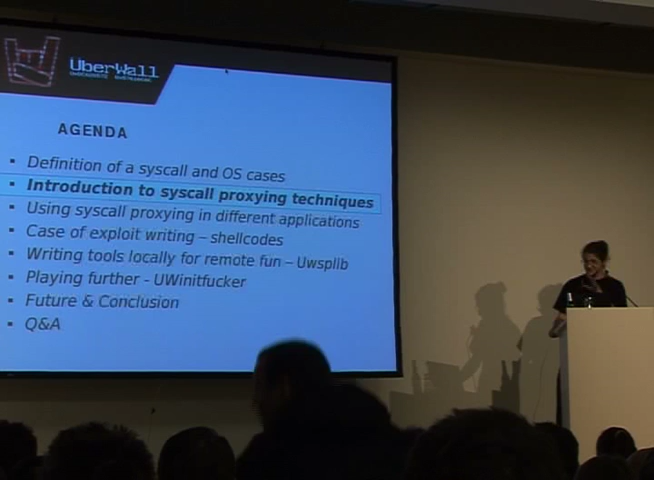 UberWall
AGENDA
Definition of a syscall and OS cases
Introduction to syscall proxying techniques
Using syscall proxying in different applications
Case of exploit writing – shellcodes
Writing tools locally for remote fun – Uwsplib
Playing further - UWinitfucker
Future & Conclusion
Q&A